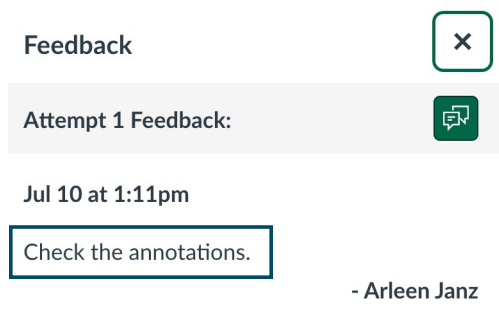 Feedback
Attempt 1 Feedback:
Jul 10 at 1:11pm
Check the annotations.
- Arleen Janz